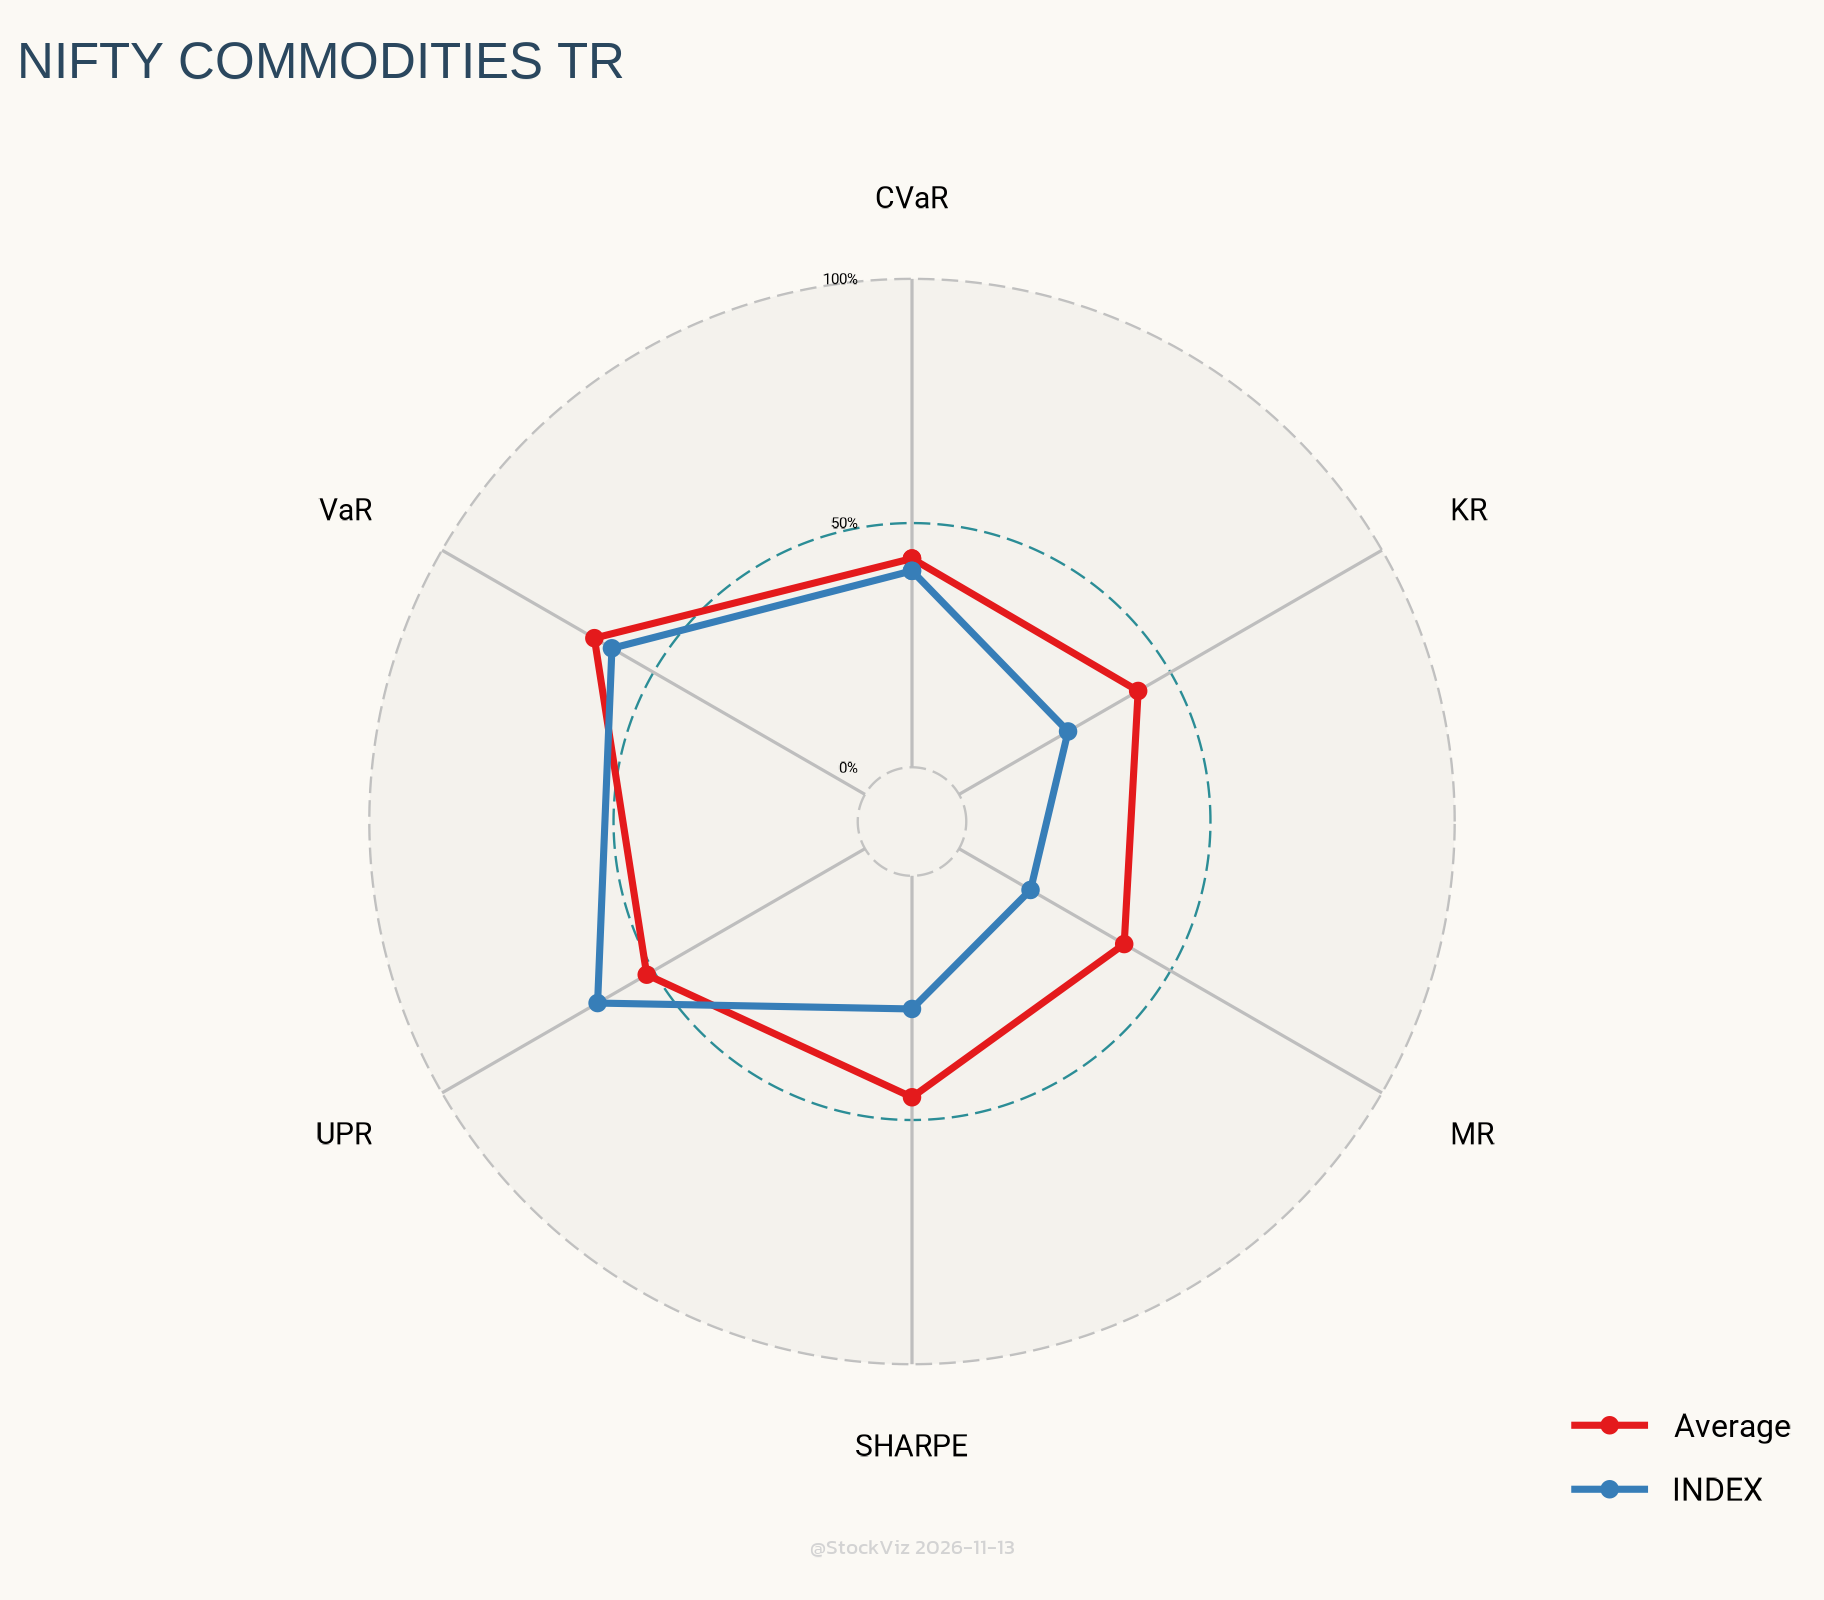 NIFTY COMMODITIES TR
CVaR
100%
VaR
KR
50%
0%
UPR
MR
SHARPE
Average
INDEX
@StockViz 2026-11-13